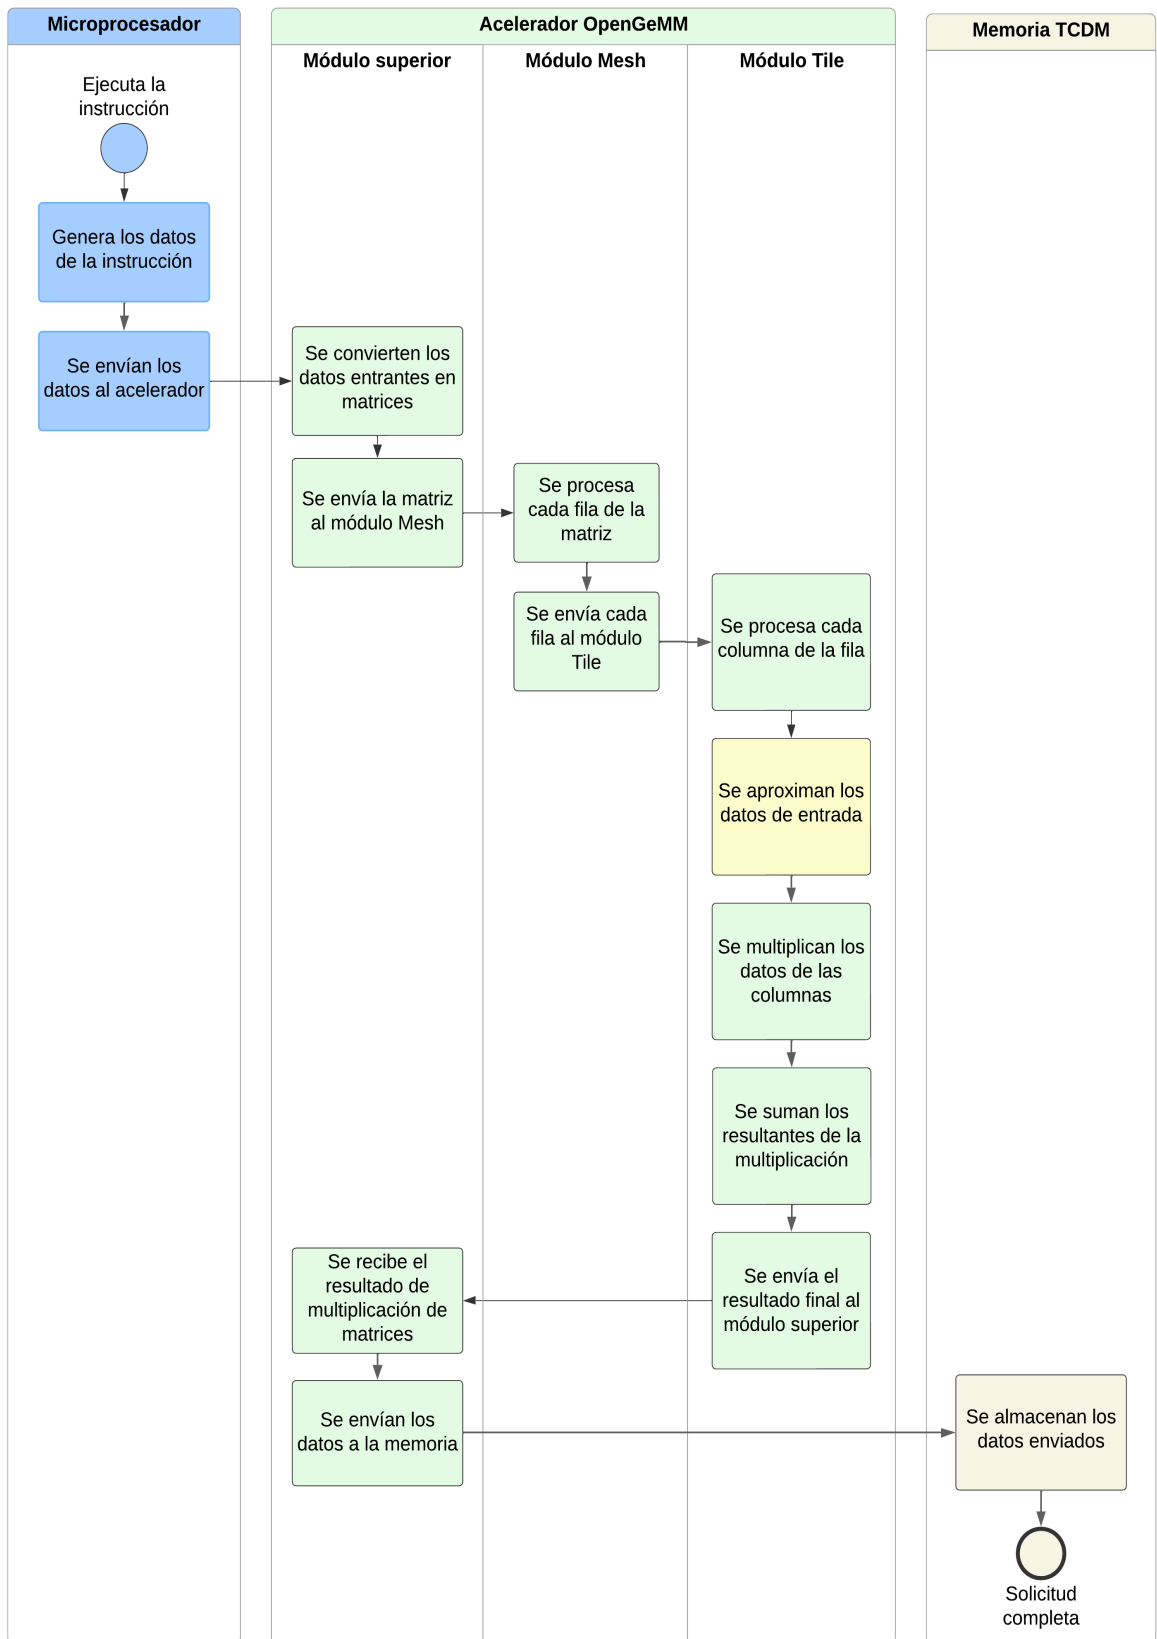 Microprocesador
Acelerador OpenGeMM
Memoria TCDM
Módulo superior
Módulo Mesh
Módulo Tile
Ejecuta la
instrucción
Genera los datos
de la instrucción
Se envían los
datos al acelerador
Se convierten los
datos entrantes en
matrices
Se envía la matriz
al módulo Mesh
Se procesa
cada fila de la
matriz
Se envía cada
fila al módulo
Tile
Se procesa cada
columna de la fila
Se aproximan los
datos de entrada
Se multiplican los
datos de las
columnas
Se suman los
resultantes de la
multiplicación
Se envía el
resultado final al
módulo superior
Se recibe el
resultado de
multiplicación de
matrices
Se envían los
datos a la memoria
Se almacenan los
datos enviados
Solicitud
completa